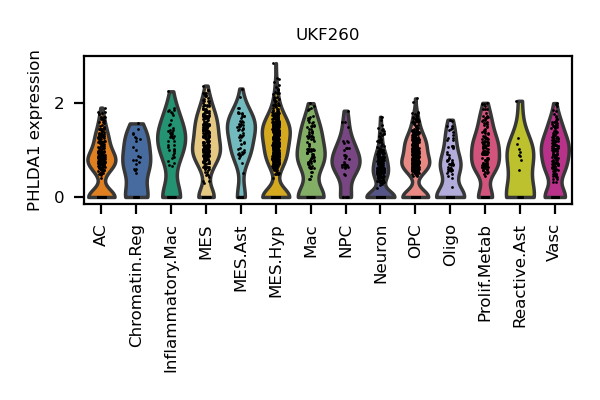 UKF260
PHLDA1 expression
2
0
AC
Chromatin.Reg
Inflammatory.Mac
MES
MES.Ast
MES.Hyp
Mac
NPC
Neuron
OPC
Oligo
Prolif.Metab
Reactive.Ast
Vasc